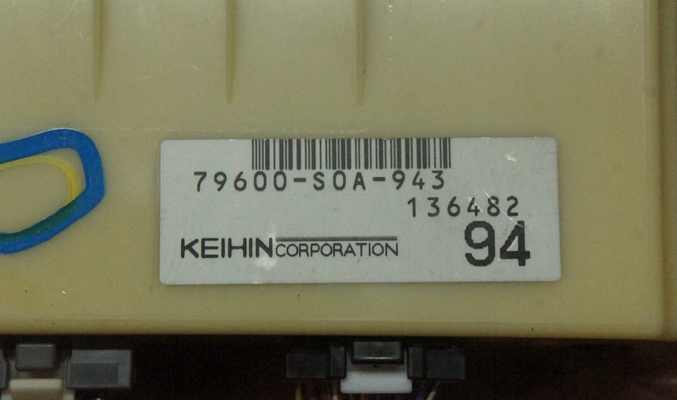 79600-S0A-943
136482
KEIHIN CORPORATION
94